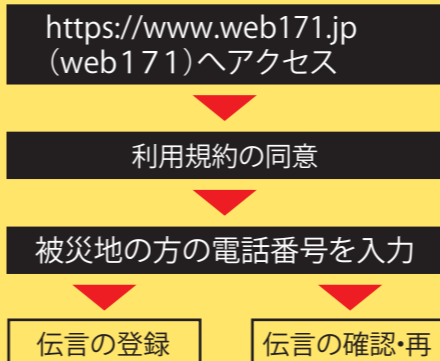 https://www.web171.jp
（web１７１）へアクセス
利用規約の同意
被災地の方の電話番号を入力
伝言の登録
伝言の確認・再